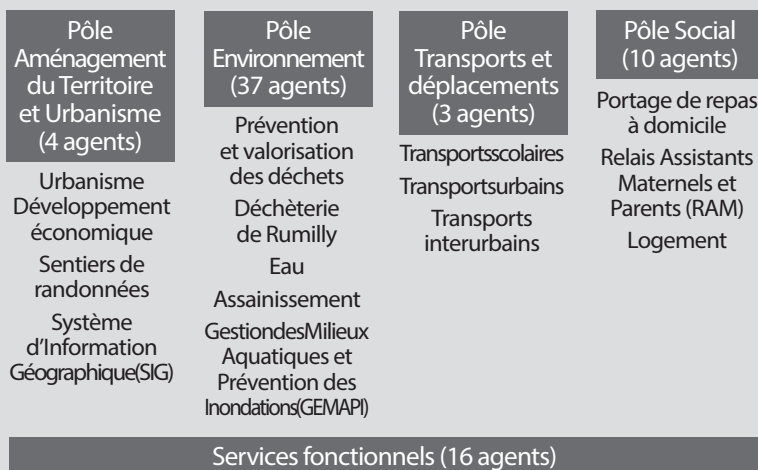 Pôle
Aménagement
du Territoire
et Urbanisme
(4 agents)
Urbanisme
Développement
économique
Sentiers de
randonnées
Système
d’Information
Géographique(SIG)
Pôle
Environnement
(37 agents)
Prévention
et valorisation
des déchets
Déchèterie
de Rumilly
Eau
Assainissement
GestiondesMilieux
Aquatiques et
Prévention des
Inondations(GEMAPI)
Pôle
Transports et
déplacements
(3 agents)
Transportsscolaires
Transportsurbains
Transports
interurbains
Pôle Social
(10 agents)
Portage de repas
à domicile
Relais Assistants
Maternels et
Parents (RAM)
Logement
Services fonctionnels (16 agents)